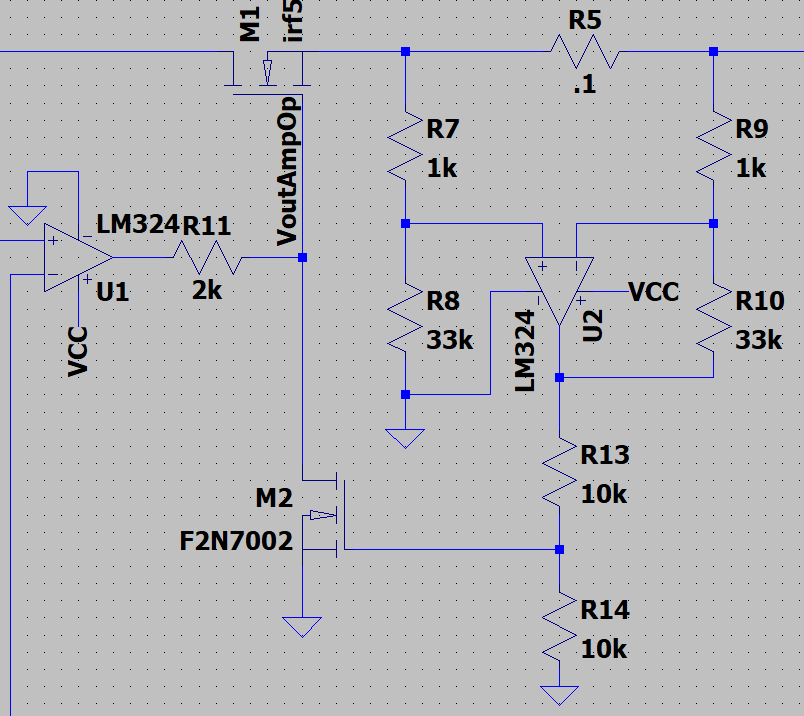 M1
irf5
R5
.1
R7
1k
R9
1k
VoutAmpOp
LM324
R11
2k
U1
VCC
+
−
−
+
R8
33k
+
−
−
+
VCC
LM324
U2
R10
33k
R13
10k
M2
F2N7002
R14
10k